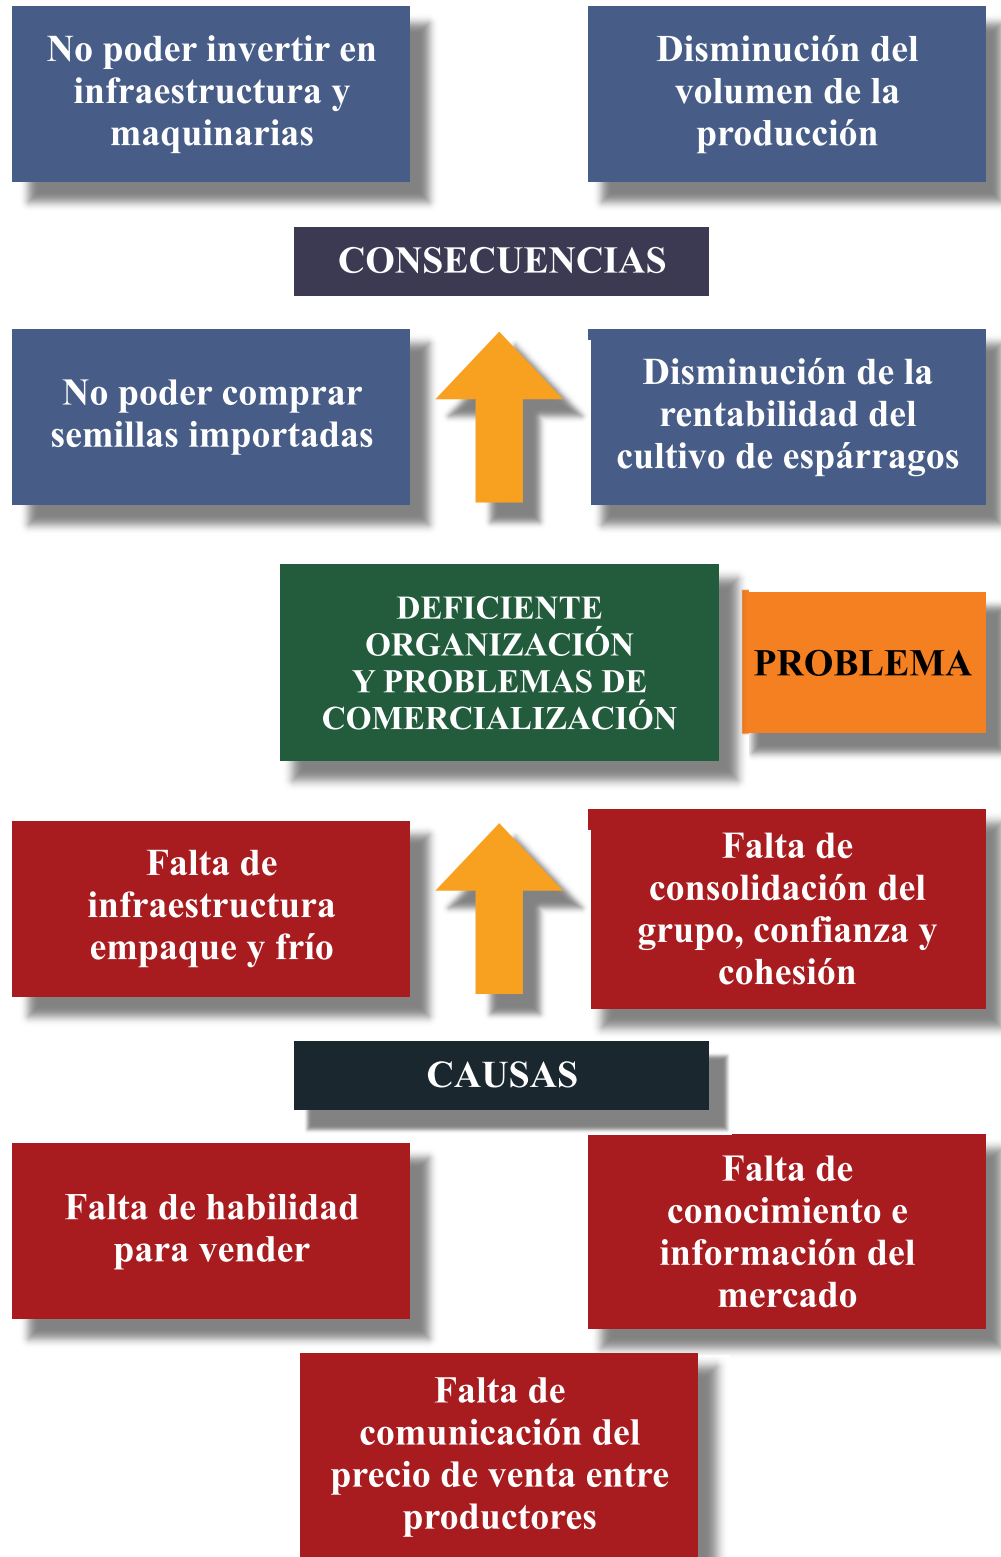 No poder invertir en
infraestructura y
maquinarias
Disminución del
volumen de la
producción
CONSECUENCIAS
No poder comprar
semillas importadas
Disminución de la
rentabilidad del
cultivo de espárragos
DEFICIENTE
ORGANIZACIÓN
Y PROBLEMAS DE
COMERCIALIZACIÓN
PROBLEMA
Falta de
infraestructura
empaque y frío
Falta de
consolidación del
grupo, confianza y
cohesión
CAUSAS
Falta de habilidad
para vender
Falta de
conocimiento e
información del
mercado
Falta de
comunicación del
precio de venta entre
productores